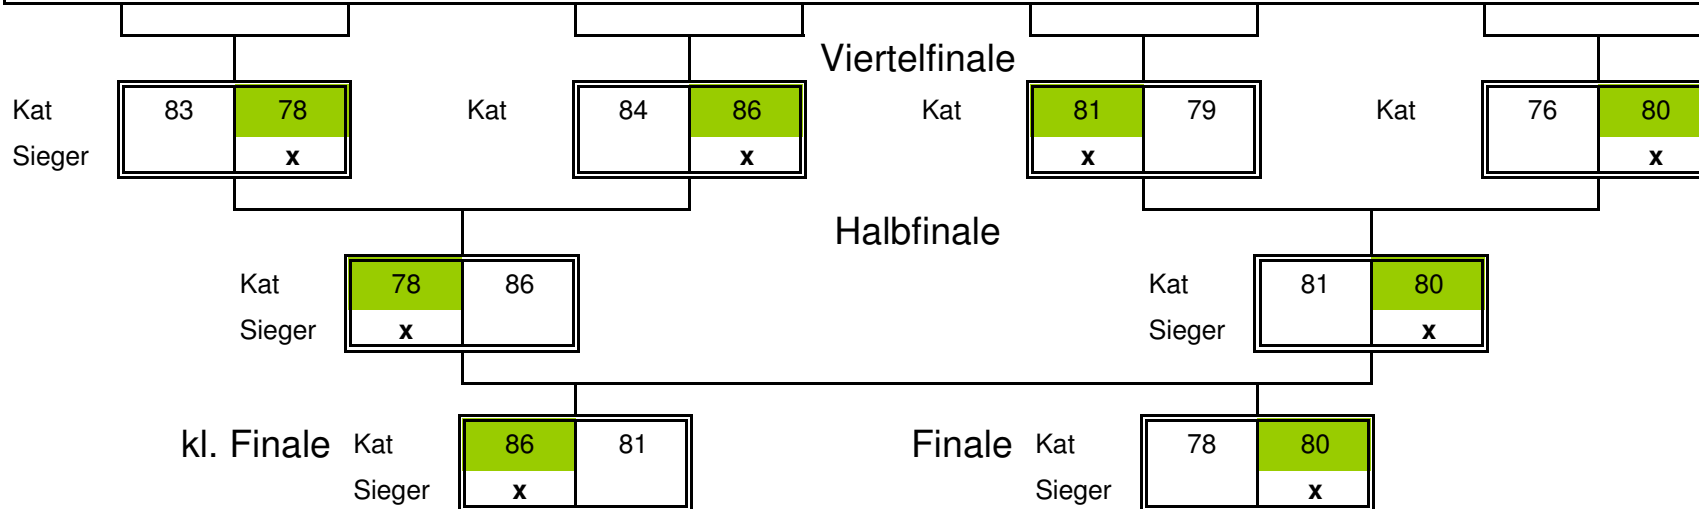 Viertelfinale
Kat 83 78 Kat 84 86 Kat 81 79 Kat 76 80
Sieger x x x x
Halbfinale
Kat 78 86 Kat 81 80
Sieger x Sieger x
kl. Finale Kat 86 81 Finale Kat 78 80
Sieger x Sieger x